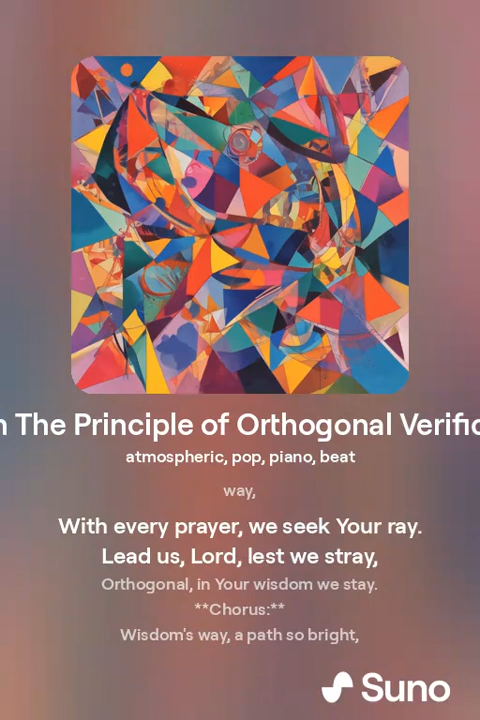 The Principle of Orthogonal
atmospheric, pop, piano, beat
way,
With every prayer, we seek Your ray.
Lead us, Lord, lest we stray,
Orthogonal, in Your wisdom we stay.
**Chorus:**
Wisdom's way, a path so bright,
Suno